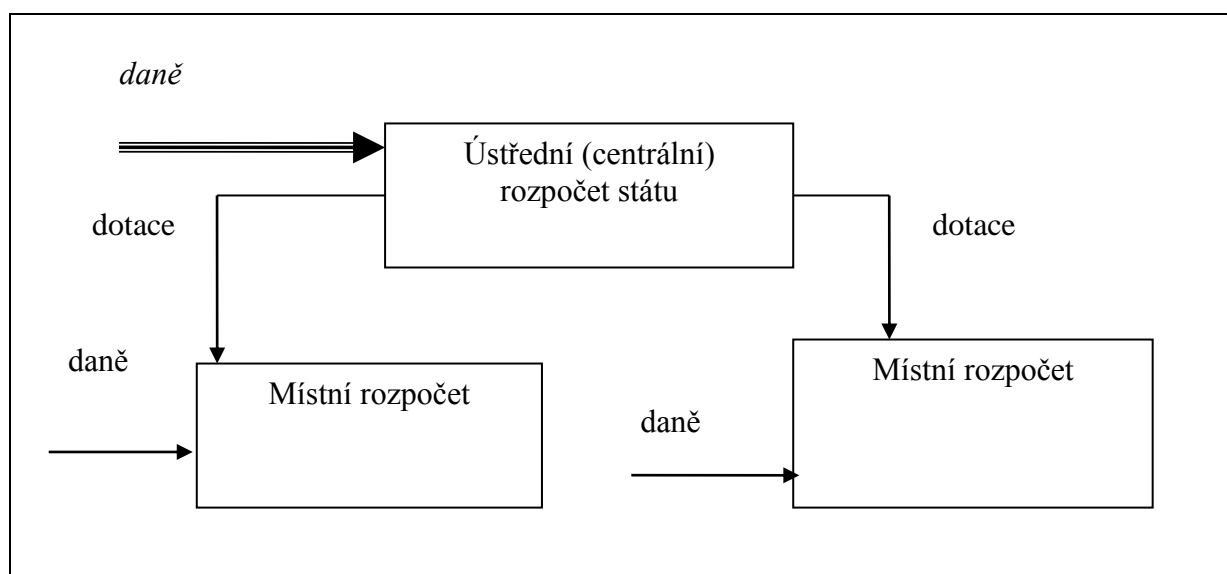 daně
Ústřední (centrální)
rozpočet státu
dotace
dotace
daně
Místní rozpočet
Místní rozpočet
daně